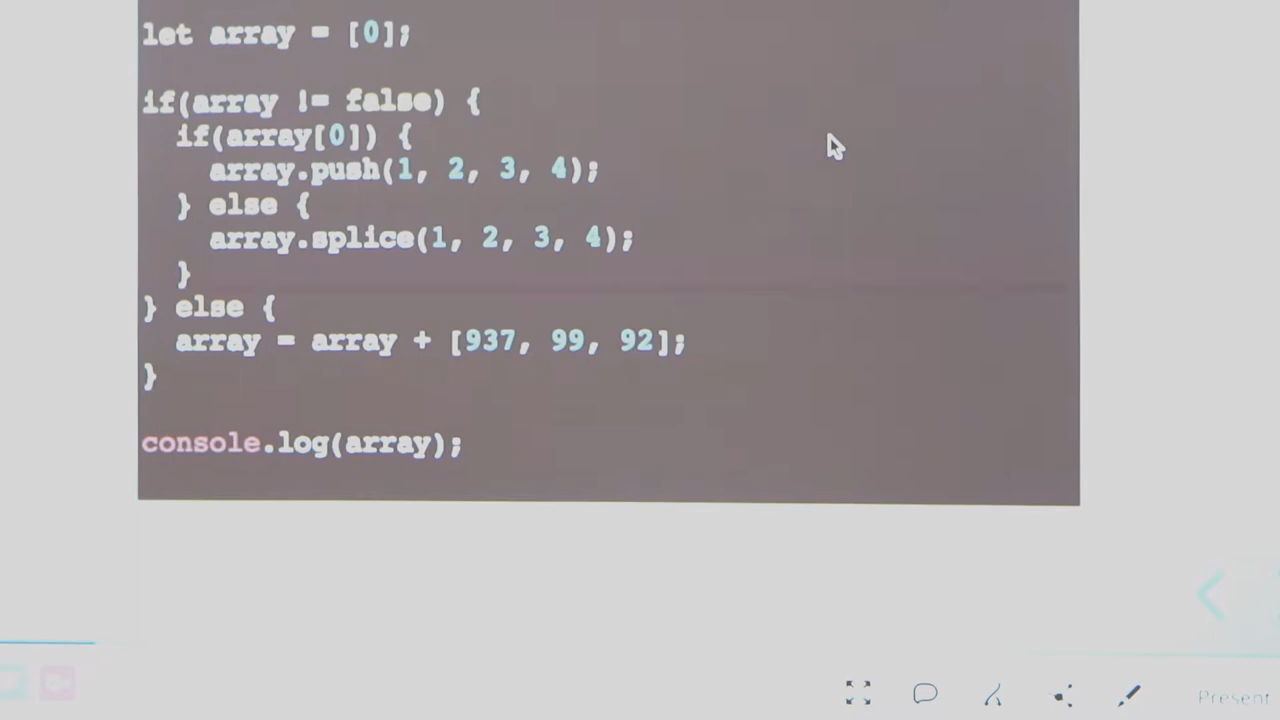 let array = [0];
if(array != false) {
  if(array[0]) {
    array.push(1, 2, 3, 4);
  } else {
    array.splice(1, 2, 3, 4);
  }
} else {
  array = array + [937, 99, 92];
}
console.log(array);
Present